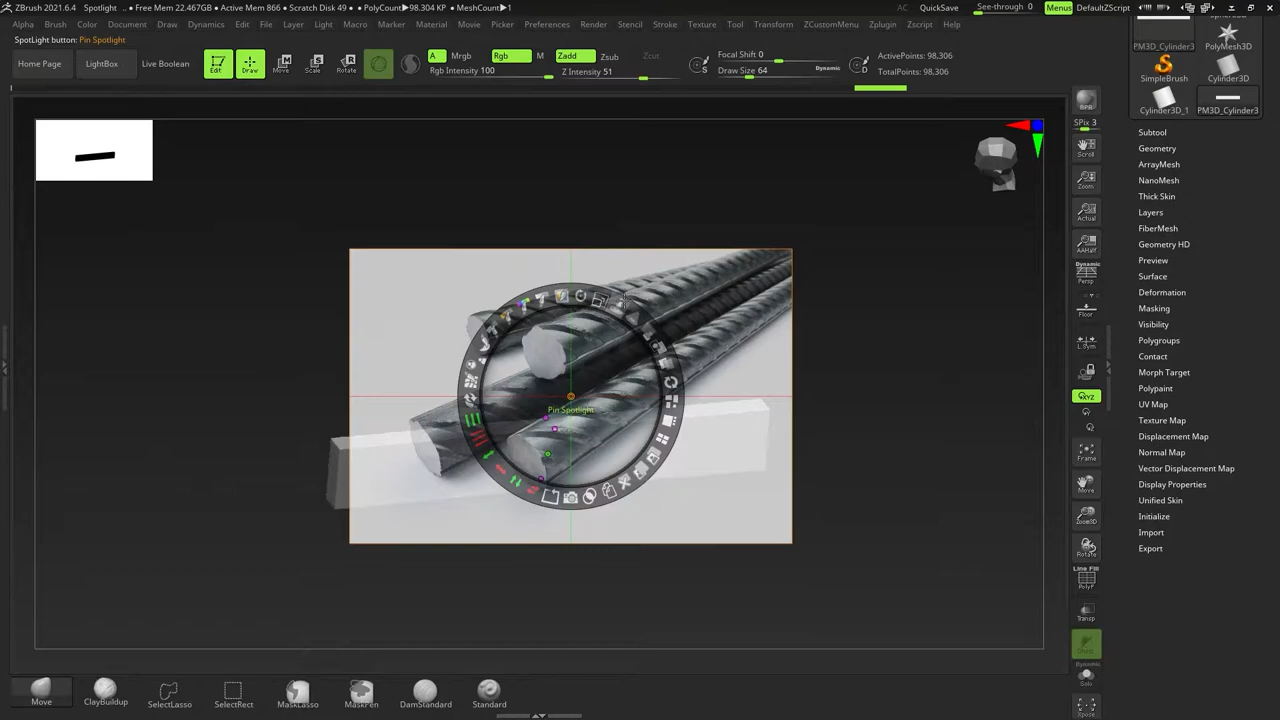 ZBrush 2021.6.4 Spotlight .. • Free Mem 22.467GB • Active Mem 866 • Scratch Disk 49 • PolyCount▸98.304 KP • MeshCount▸1
AC QuickSave See-through 0 Menus DefaultZScript
Alpha Brush Color Document Draw Dynamics Edit File Layer Light Macro Marker Material Movie Picker Preferences Render Stencil Stroke Texture Tool Transform ZCustomMenu Zplugin Zscript Help
SpotLight button: Pin Spotlight
Home Page LightBox Live Boolean Edit Draw Move Scale Rotate
A Mrgb Rgb M Zadd Zsub Zcut
Rgb Intensity 100 Z Intensity 51
Focal Shift 0
Draw Size 64 Dynamic
S D
ActivePoints: 98,306
TotalPoints: 98,306
Pin Spotlight
BPR
SPix 3
Scroll
Zoom
Actual
AAHalf
Dynamic
Persp
Floor
L.Sym
XYZ
Frame
Move
Zoom3D
Rotate
Line Fill
PolyF
Transp
Dynamic
Solo
Xpose
PM3D_Cylinder3
PolyMesh3D
SimpleBrush
Cylinder3D
Cylinder3D_1
PM3D_Cylinder3
Subtool
Geometry
ArrayMesh
NanoMesh
Thick Skin
Layers
FiberMesh
Geometry HD
Preview
Surface
Deformation
Masking
Visibility
Polygroups
Contact
Morph Target
Polypaint
UV Map
Texture Map
Displacement Map
Normal Map
Vector Displacement Map
Display Properties
Unified Skin
Initialize
Import
Export
Move ClayBuildup SelectLasso SelectRect MaskLasso MaskPen DamStandard Standard